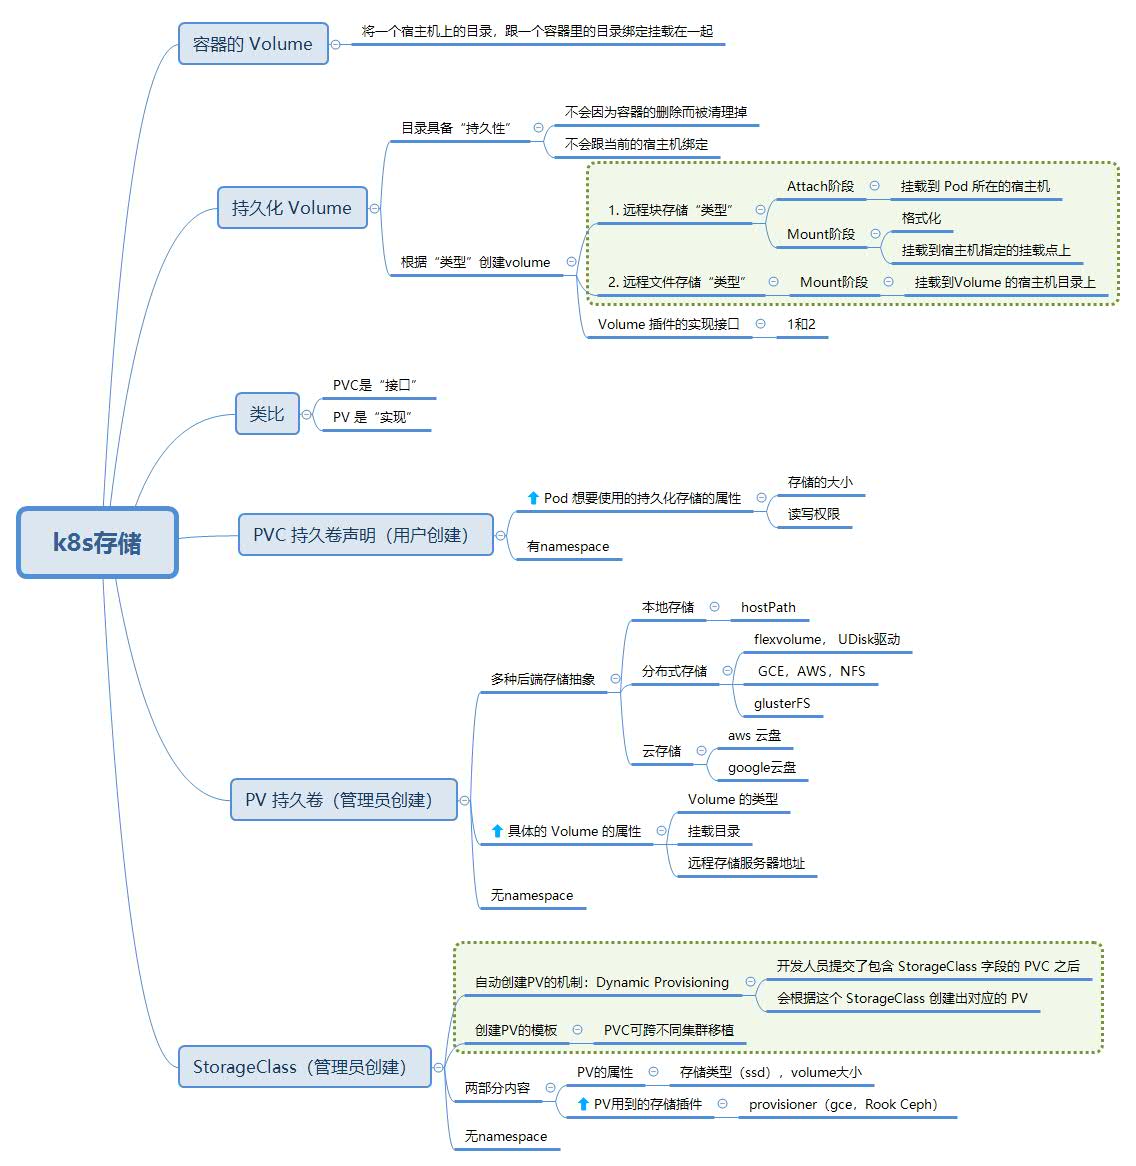 k8s存储
容器的 Volume
将一个宿主机上的目录，跟一个容器里的目录绑定挂载在一起
持久化 Volume
目录具备“持久性”
不会因为容器的删除而被清理掉
不会跟当前的宿主机绑定
根据“类型”创建volume
1. 远程块存储“类型”
Attach阶段
挂载到 Pod 所在的宿主机
Mount阶段
格式化
挂载到宿主机指定的挂载点上
2. 远程文件存储“类型”
Mount阶段
挂载到Volume 的宿主机目录上
Volume 插件的实现接口
1和2
类比
PVC是“接口”
PV 是“实现”
PVC 持久卷声明（用户创建）
Pod 想要使用的持久化存储的属性
存储的大小
读写权限
有namespace
PV 持久卷（管理员创建）
多种后端存储抽象
本地存储
hostPath
分布式存储
flexvolume， UDisk驱动
GCE，AWS，NFS
glusterFS
云存储
aws 云盘
google云盘
具体的 Volume 的属性
Volume 的类型
挂载目录
远程存储服务器地址
无namespace
StorageClass（管理员创建）
自动创建PV的机制：Dynamic Provisioning
开发人员提交了包含 StorageClass 字段的 PVC 之后
会根据这个 StorageClass 创建出对应的 PV
创建PV的模板
PVC可跨不同集群移植
两部分内容
PV的属性
存储类型（ssd），volume大小
PV用到的存储插件
provisioner（gce，Rook Ceph）
无namespace